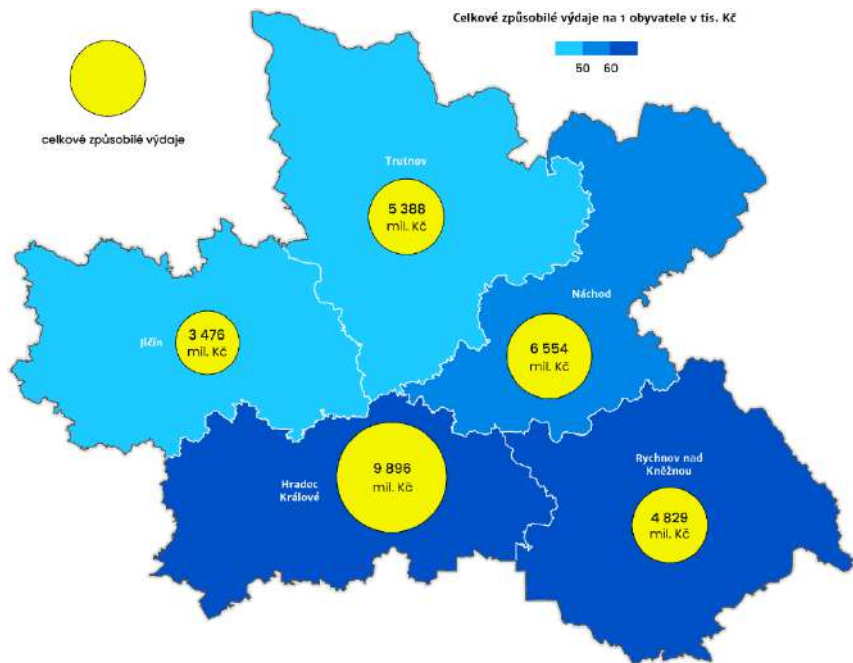 Celkové způsobilé výdaje na 1 obyvatele v tis. Kč
50 60
celkové způsobilé výdaje
Trutnov
5 388
mil. Kč
Náchod
6 554
mil. Kč
Jičín
3 476
mil. Kč
Hradec
Králové
9 896
mil. Kč
Rychnov nad
Kněžnou
4 829
mil. Kč